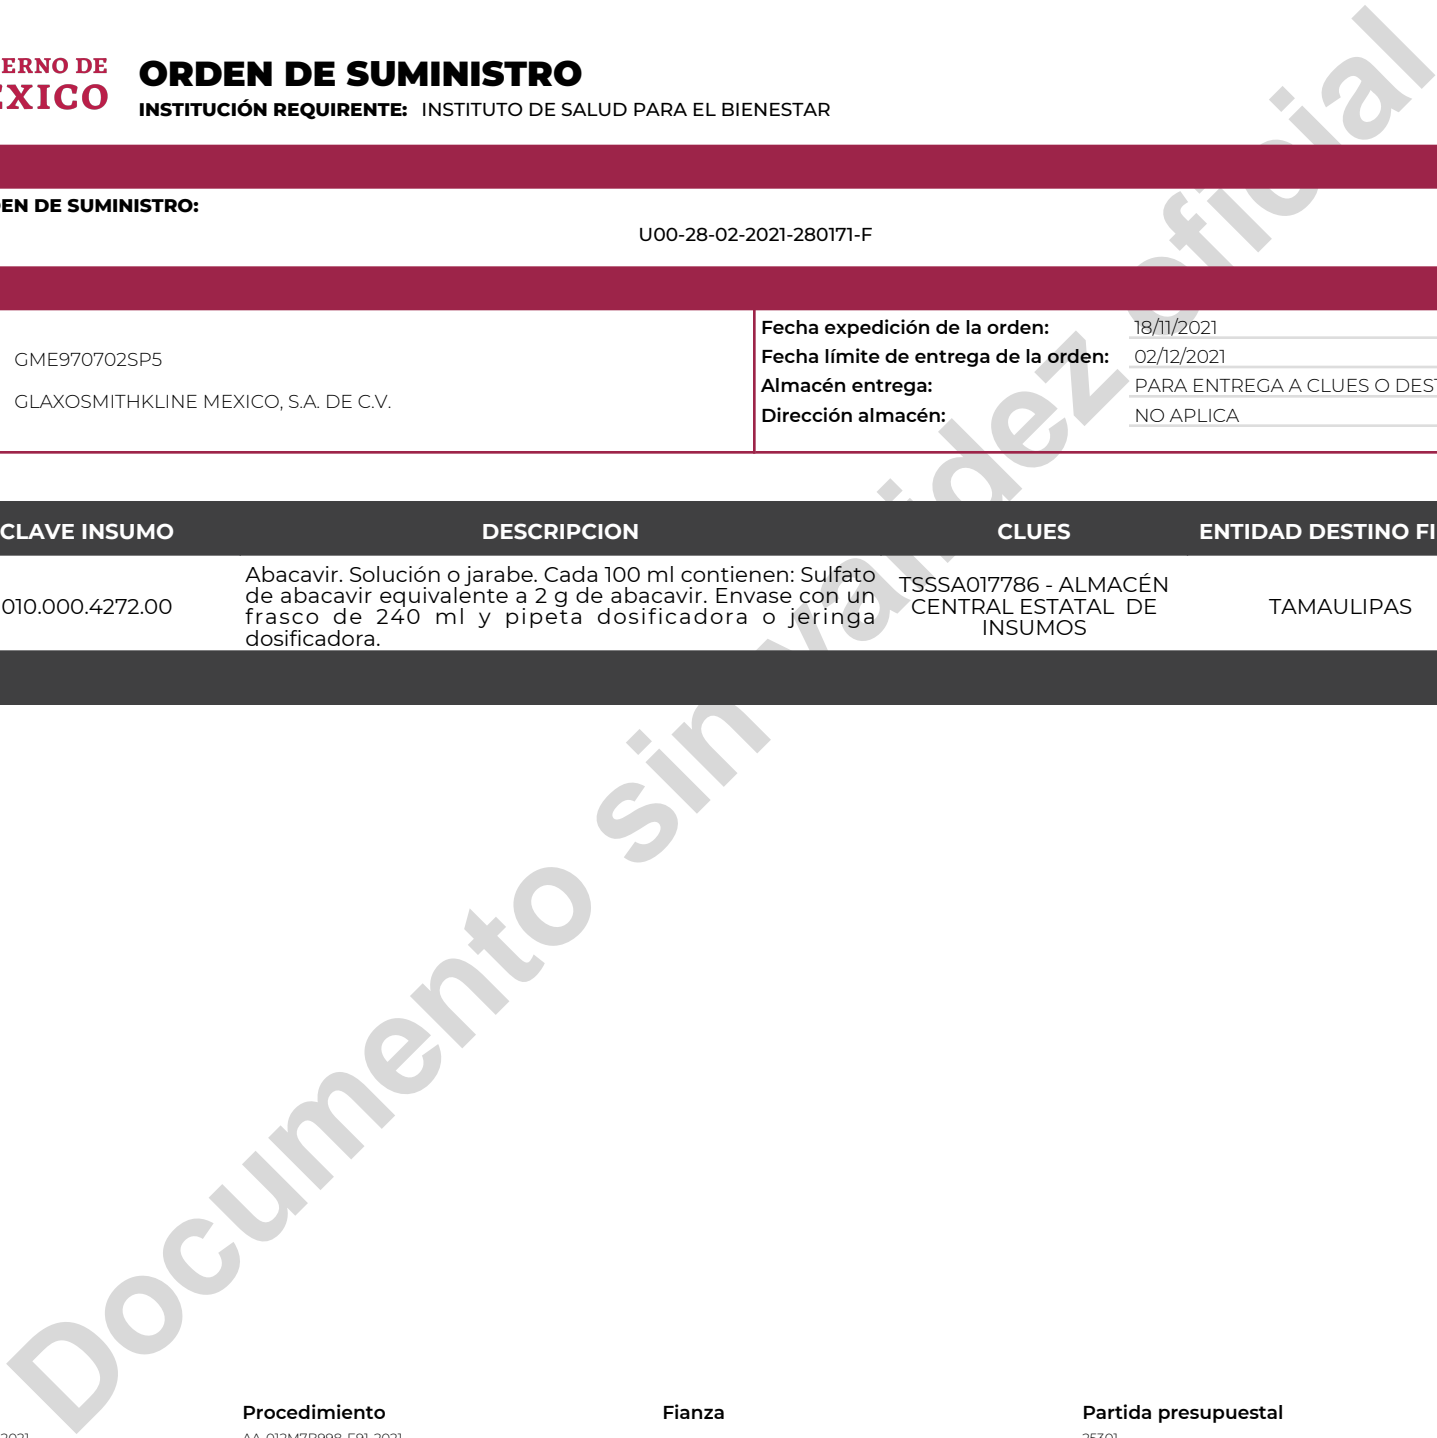 ERNO DE
EXICO
ORDEN DE SUMINISTRO
INSTITUCIÓN REQUIRENTE: INSTITUTO DE SALUD PARA EL BIENESTAR
EN DE SUMINISTRO:
U00-28-02-2021-280171-F
GME970702SP5
GLAXOSMITHKLINE MEXICO, S.A. DE C.V.
Fecha expedición de la orden: 18/11/2021
Fecha límite de entrega de la orden: 02/12/2021
Almacén entrega: PARA ENTREGA A CLUES O DEST
Dirección almacén: NO APLICA
CLAVE INSUMO DESCRIPCION CLUES ENTIDAD DESTINO FI
010.000.4272.00
Abacavir. Solución o jarabe. Cada 100 ml contienen: Sulfato
de abacavir equivalente a 2 g de abacavir. Envase con un
frasco de 240 ml y pipeta dosificadora o jeringa
dosificadora.
TSSSA017786 - ALMACÉN
CENTRAL ESTATAL DE
INSUMOS
TAMAULIPAS
Documento sin validez oficial
Procedimiento Fianza Partida presupuestal